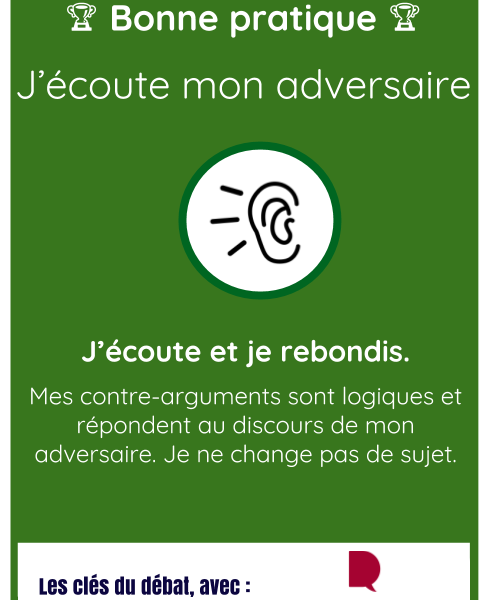 🏆 Bonne pratique 🏆
J’écoute mon adversaire
J’écoute et je rebondis.
Mes contre-arguments sont logiques et
répondent au discours de mon
adversaire. Je ne change pas de sujet.
Les clés du débat, avec :